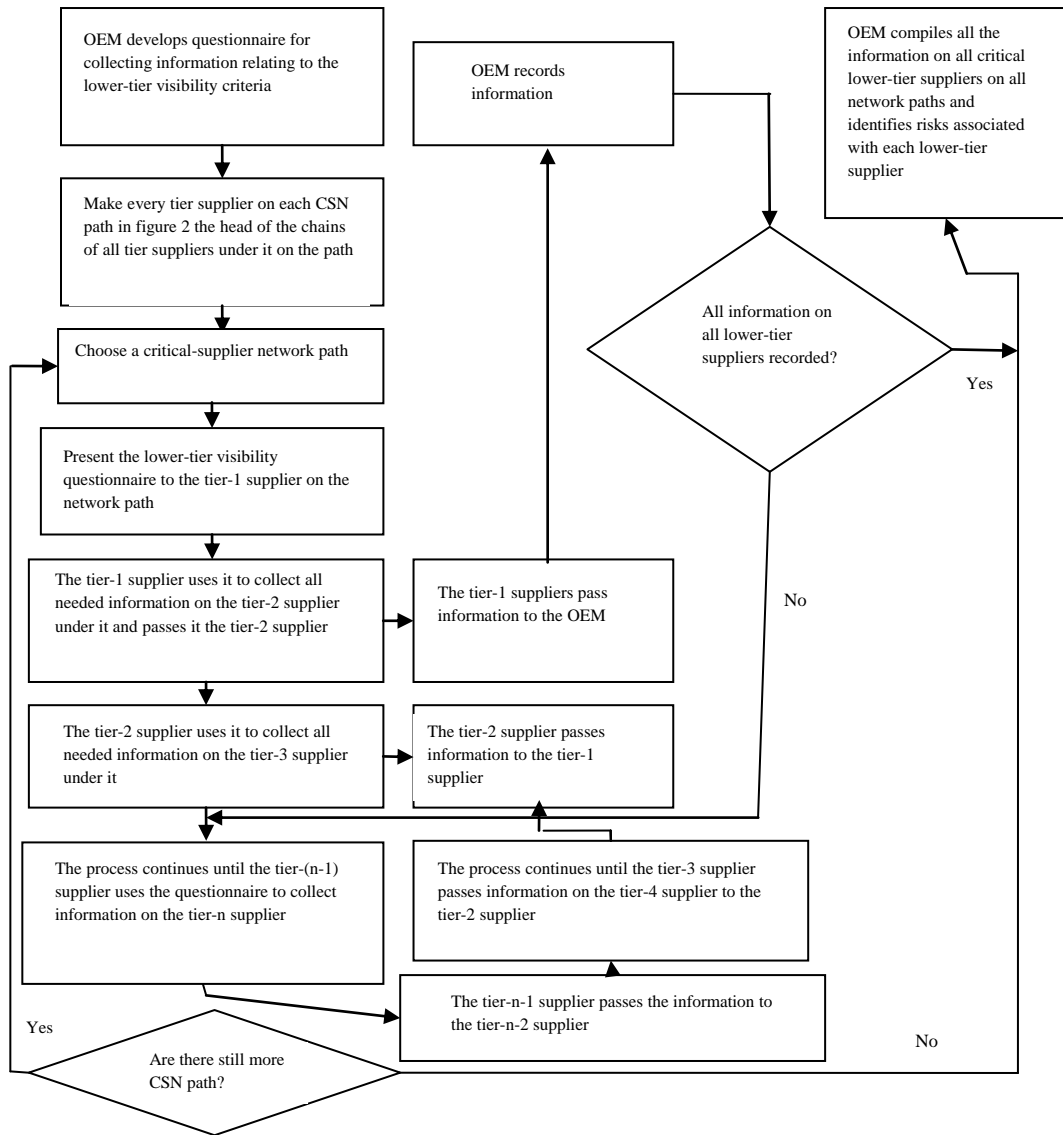 OEM develops questionnaire for
collecting information relating to the
lower-tier visibility criteria
Make every tier supplier on each CSN
path in figure 2 the head of the chains
of all tier suppliers under it on the path
Choose a critical-supplier network path
Present the lower-tier visibility
questionnaire to the tier-1 supplier on the
network path
The tier-1 supplier uses it to collect all
needed information on the tier-2 supplier
under it and passes it the tier-2 supplier
The tier-1 suppliers pass
information to the OEM
OEM records
information
All information on
all lower-tier
suppliers recorded?
Yes
No
OEM compiles all the
information on all critical
lower-tier suppliers on all
network paths and
identifies risks associated
with each lower-tier
supplier
The tier-2 supplier uses it to collect all
needed information on the tier-3 supplier
under it
The tier-2 supplier passes
information to the tier-1
supplier
The process continues until the tier-(n-1)
supplier uses the questionnaire to collect
information on the tier-n supplier
The process continues until the tier-3 supplier
passes information on the tier-4 supplier to the
tier-2 supplier
The tier-n-1 supplier passes the information to
the tier-n-2 supplier
Yes
Are there still more
CSN path?
No